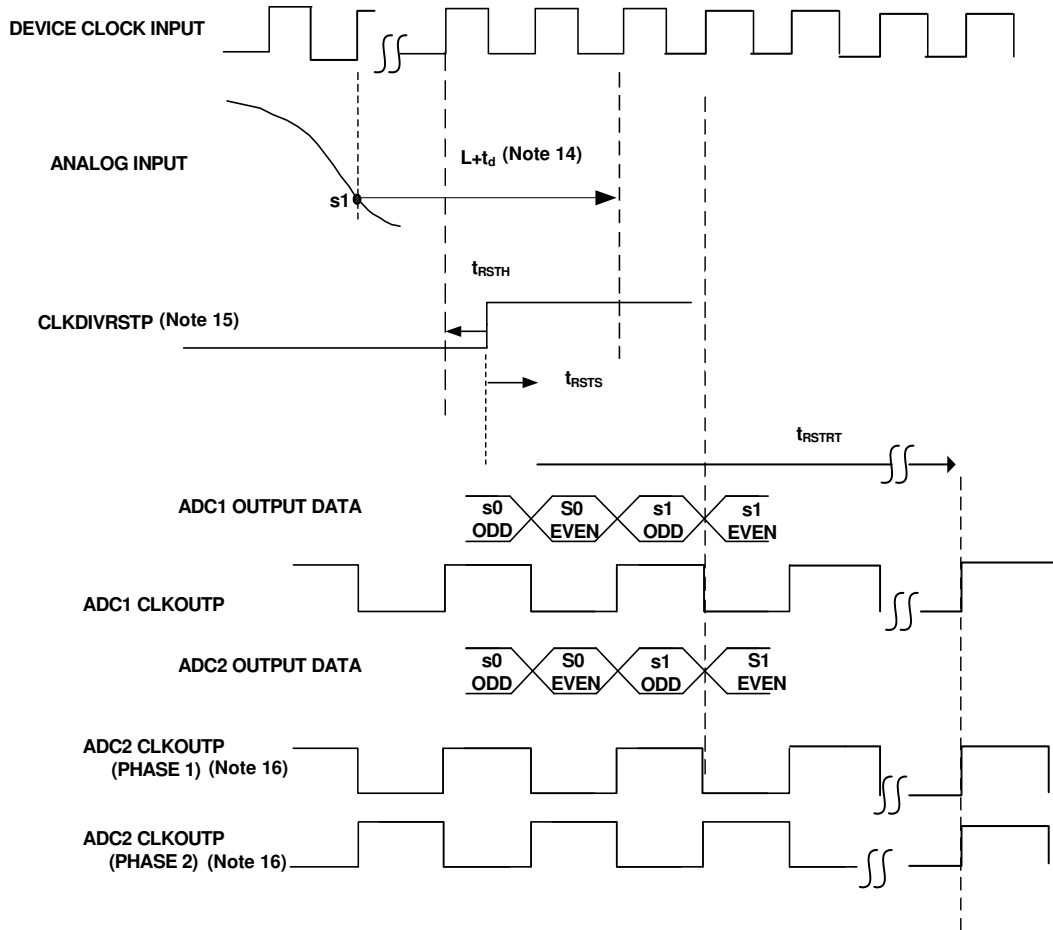 DEVICE CLOCK INPUT
ANALOG INPUT
L+td (Note 14)
s1
tRSTH
CLKDIVRSTP (Note 15)
tRSTS
tRSTRT
ADC1 OUTPUT DATA
s0 S0 s1 s1
ODD EVEN ODD EVEN
ADC1 CLKOUTP
ADC2 OUTPUT DATA
s0 S0 s1 S1
ODD EVEN ODD EVEN
ADC2 CLKOUTP
(PHASE 1) (Note 16)
ADC2 CLKOUTP
(PHASE 2) (Note 16)